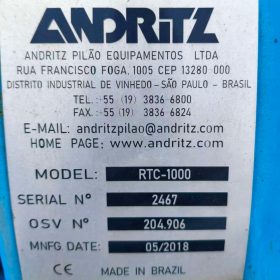 ANDRITZ
ANDRITZ PILÃO EQUIPAMENTOS LTDA
RUA FRANCISCO FOGA, 1005 CEP 13280-000
DISTRITO INDUSTRIAL DE VINHEDO - SÃO PAULO - BRASIL
TEL.: +55 (19) 3836-6800
FAX.: +55 (19) 3836-6824
E-MAIL: andritzpilao@andritz.com
HOME PAGE: www.andritz.com
MODEL: RTC-1000
SERIAL Nº 2467
OSV Nº 204.906
MNFG. DATE: 05/2018
CE MADE IN BRAZIL